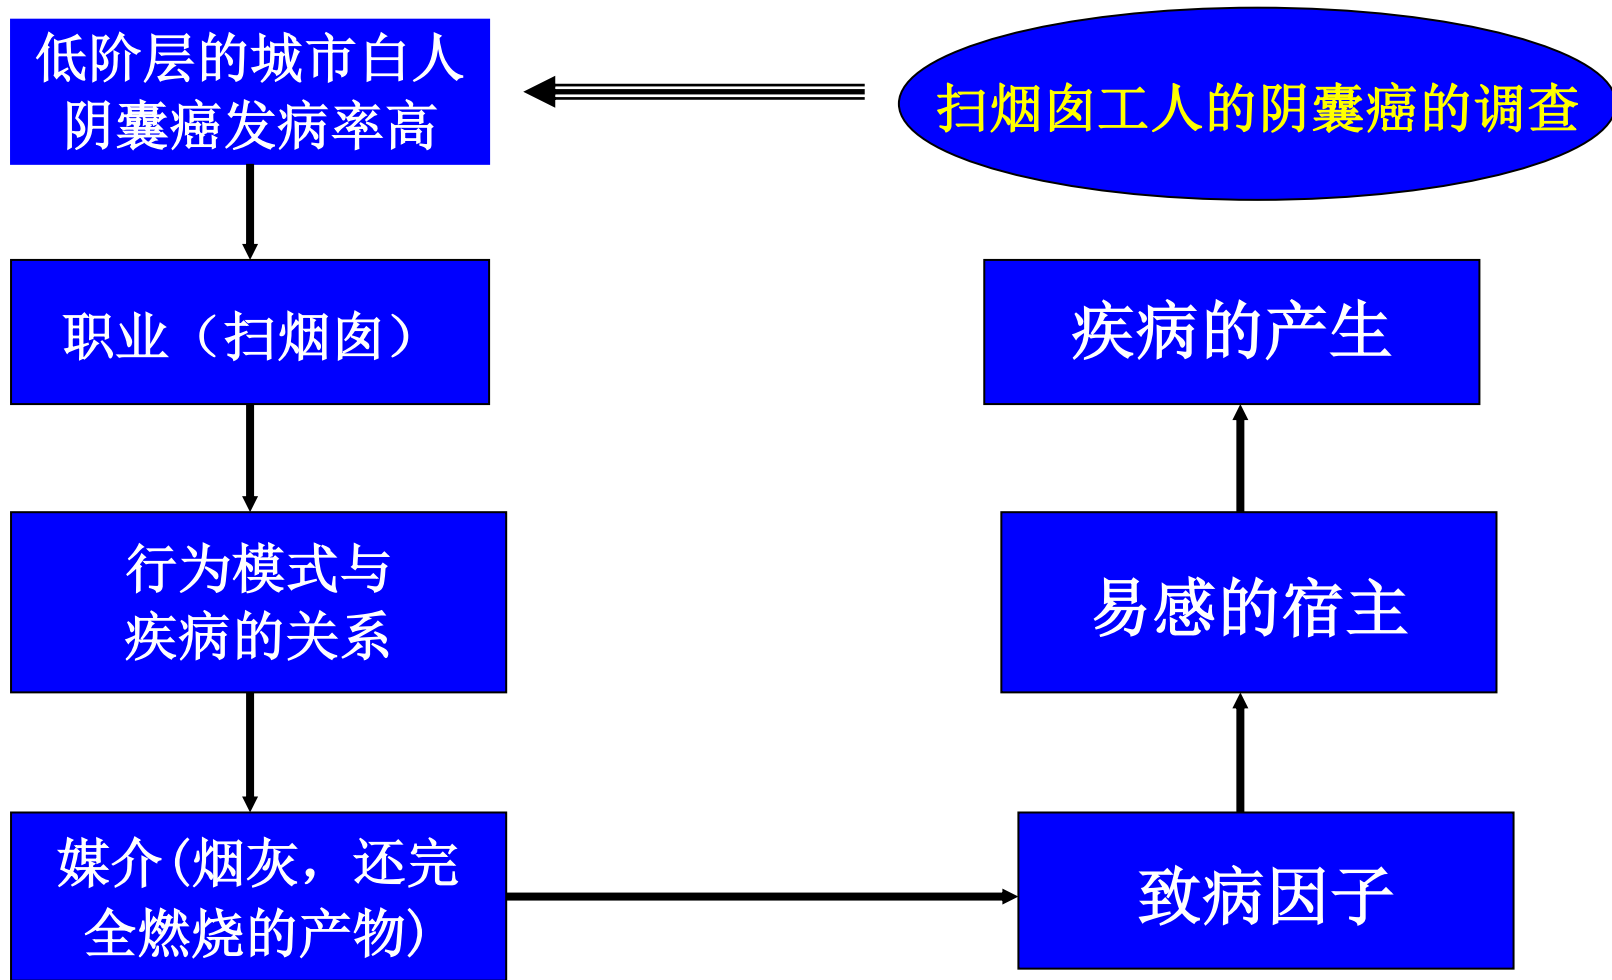 低阶层的城市白人
阴囊癌发病率高
扫烟囱工人的阴囊癌的调查
职业（扫烟囱）
疾病的产生
行为模式与
疾病的关系
易感的宿主
媒介(烟灰，还完
全燃烧的产物)
致病因子